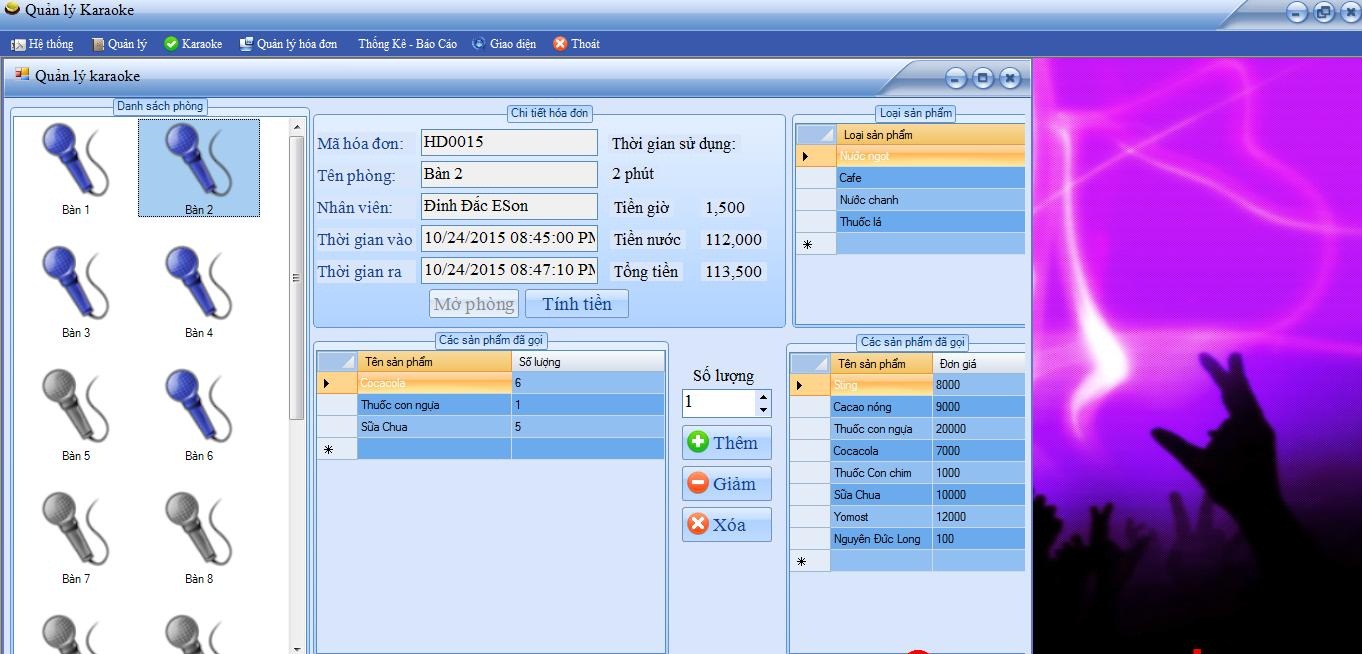 Quản lý Karaoke
Hệ thống Quản lý Karaoke Quản lý hóa đơn Thống Kê - Báo Cáo Giao diện Thoát
Quản lý karaoke
Danh sách phòng
Bàn 1 Bàn 2
Bàn 3 Bàn 4
Bàn 5 Bàn 6
Bàn 7 Bàn 8
Chi tiết hóa đơn
Mã hóa đơn: HD0015 Thời gian sử dụng:
Tên phòng: Bàn 2 2 phút
Nhân viên: Đinh Đắc ESon Tiền giờ 1,500
Thời gian vào 10/24/2015 08:45:00 PM Tiền nước 112,000
Thời gian ra 10/24/2015 08:47:10 PM Tổng tiền 113,500
Mở phòng Tính tiền
Loại sản phẩm
Loại sản phẩm
Nước ngọt
Cafe
Nước chanh
Thuốc lá
Các sản phẩm đã gọi
Tên sản phẩm Số lượng
Cocacola 6
Thuốc con ngựa 1
Sữa Chua 5
Số lượng
1
Thêm
Giảm
Xóa
Các sản phẩm đã gọi
Tên sản phẩm Đơn giá
Sting 8000
Cacao nóng 9000
Thuốc con ngựa 20000
Cocacola 7000
Thuốc Con chim 1000
Sữa Chua 10000
Yomost 12000
Nguyên Đức Long 100